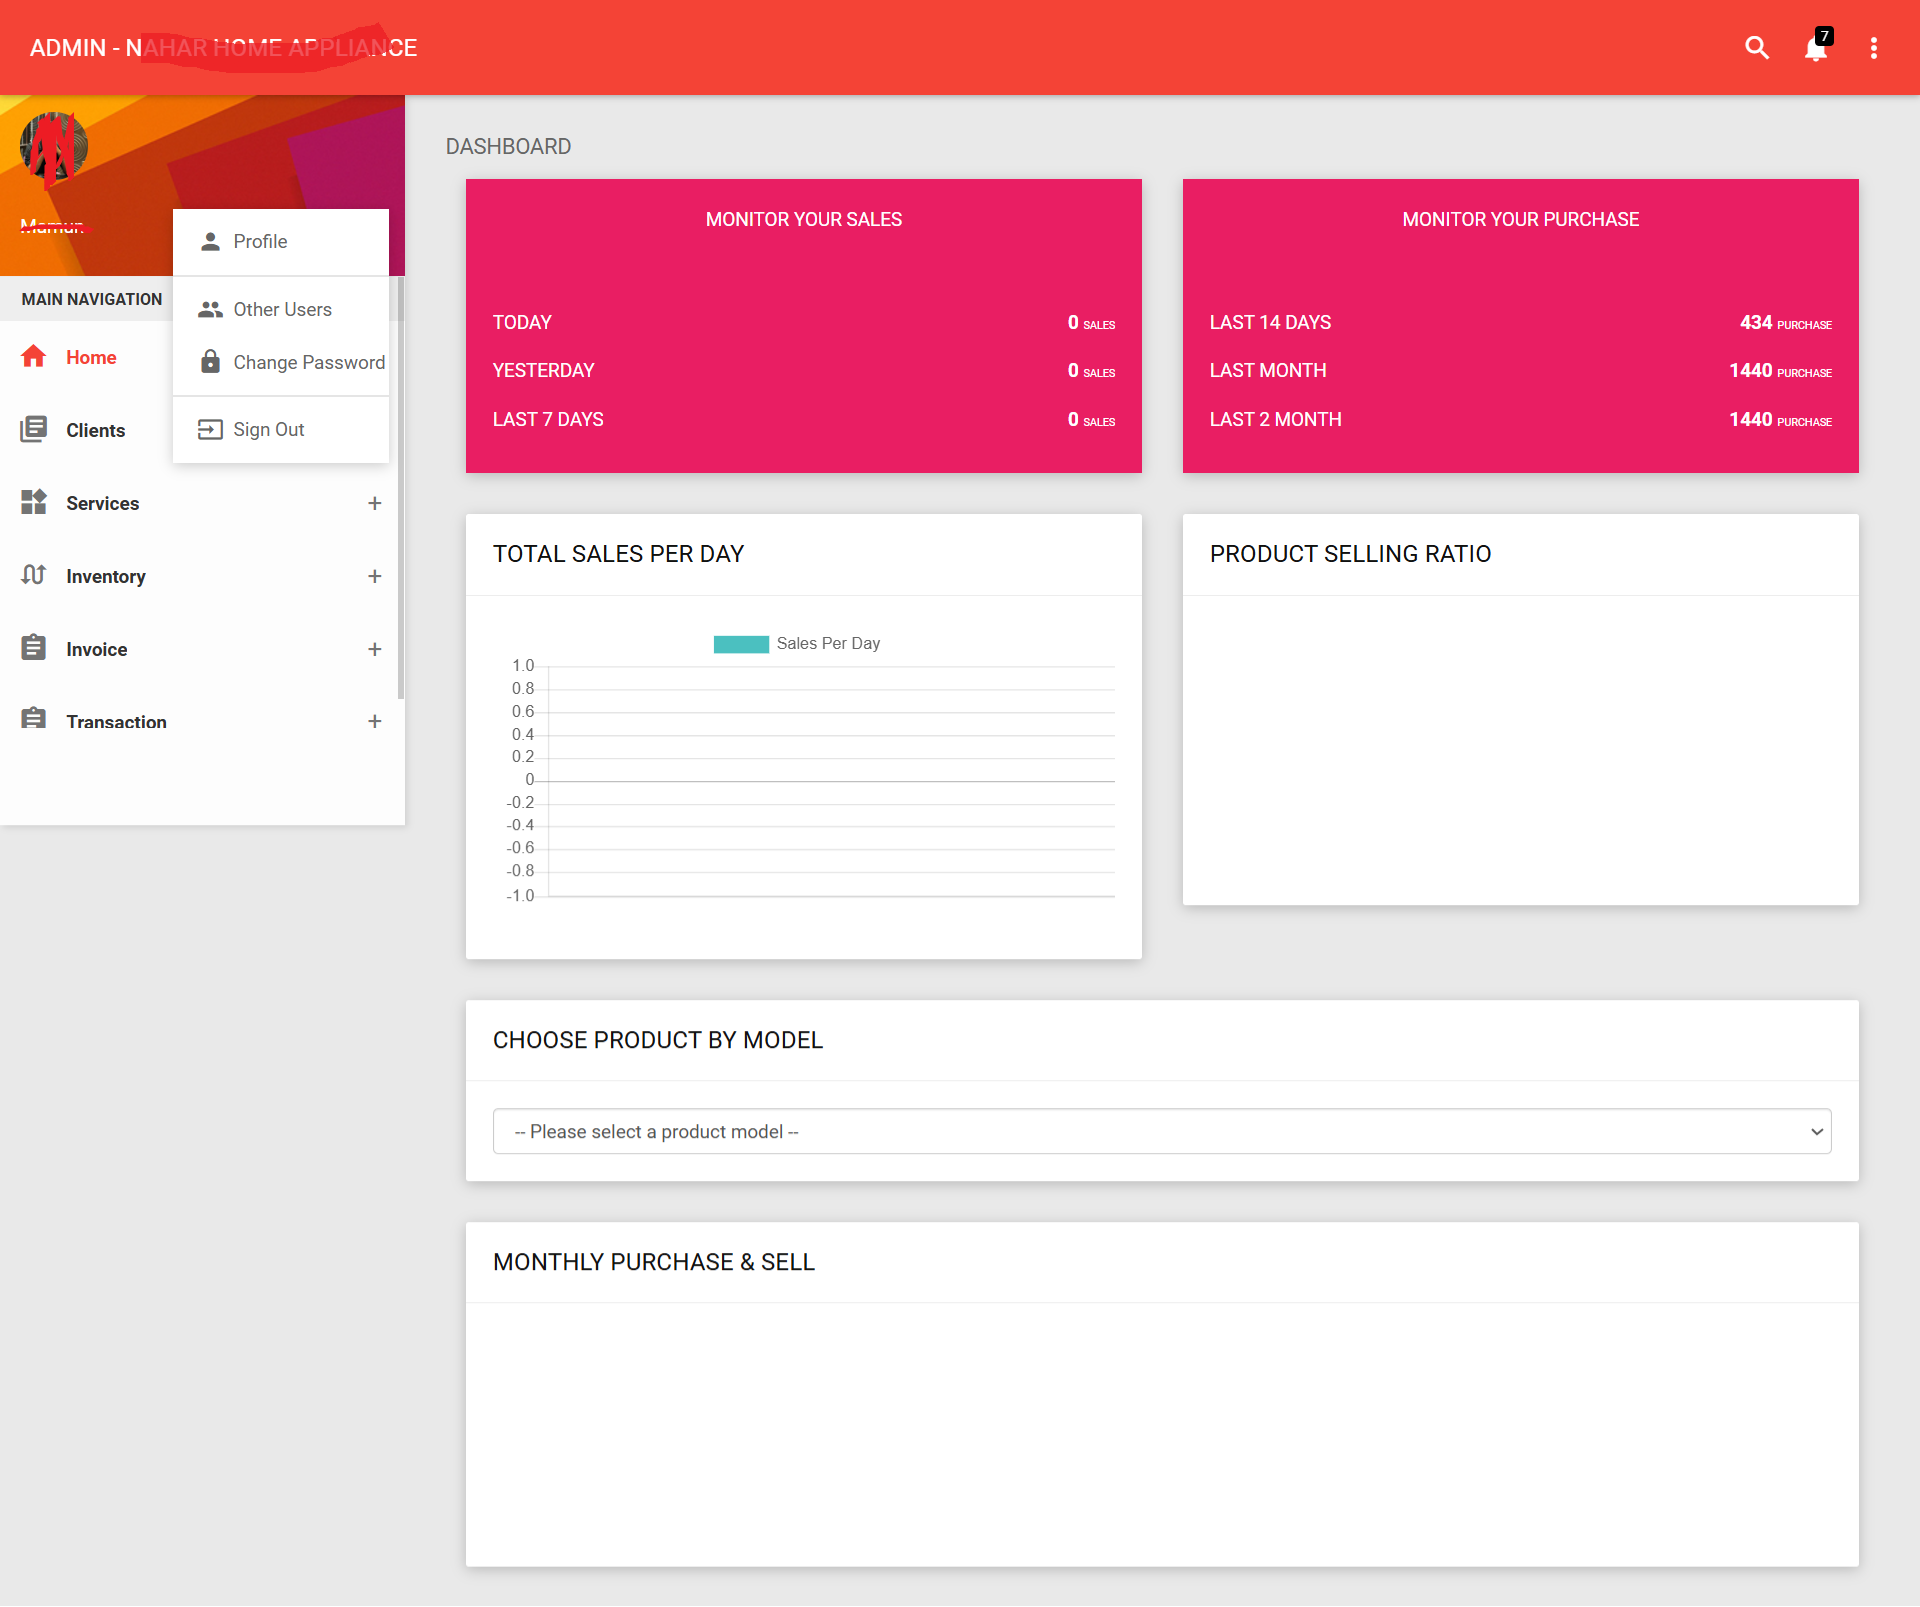 ADMIN - NAHAR HOME APPLIANCE
7
DASHBOARD
Mamun
Profile
Other Users
Change Password
Sign Out
MAIN NAVIGATION
Home
Clients
Services +
Inventory +
Invoice +
Transaction +
MONITOR YOUR SALES
TODAY 0 SALES
YESTERDAY 0 SALES
LAST 7 DAYS 0 SALES
MONITOR YOUR PURCHASE
LAST 14 DAYS 434 PURCHASE
LAST MONTH 1440 PURCHASE
LAST 2 MONTH 1440 PURCHASE
TOTAL SALES PER DAY
Sales Per Day
1.0
0.8
0.6
0.4
0.2
0
-0.2
-0.4
-0.6
-0.8
-1.0
PRODUCT SELLING RATIO
CHOOSE PRODUCT BY MODEL
-- Please select a product model --
MONTHLY PURCHASE & SELL